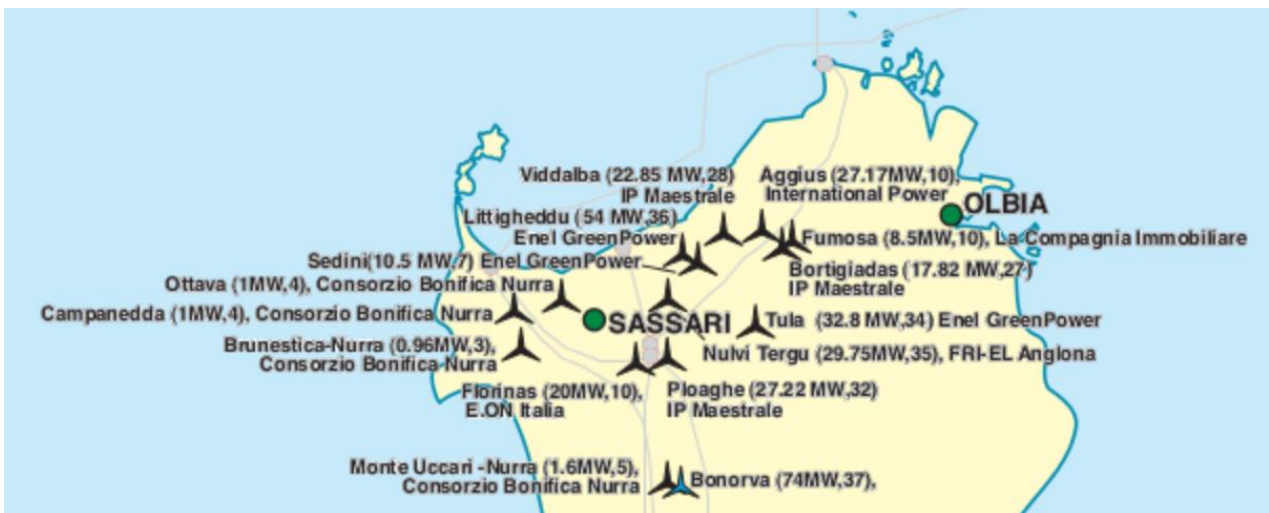 Viddalba (22.85 MW,28)
IP Maestrale
Aggius (27.17MW,10),
International Power
OLBIA
Littigheddu (54 MW,36)
Enel GreenPower
Fumosa (8.5MW,10), La Compagnia Immobiliare
Sedini(10.5 MW,7) Enel GreenPower
Bortigiadas (17.82 MW,27)
IP Maestrale
Ottava (1MW,4), Consorzio Bonifica Nurra
Campanedda (1MW,4), Consorzio Bonifica Nurra
SASSARI
Tula (32.8 MW,34) Enel GreenPower
Brunestica-Nurra (0.96MW,3),
Consorzio Bonifica Nurra
Nulvi Tergu (29.75MW,35), FRI-EL Anglona
Florinas (20MW,10),
E.ON Italia
Ploaghe (27.22 MW,32)
IP Maestrale
Monte Uccari -Nurra (1.6MW,5),
Consorzio Bonifica Nurra
Bonorva (74MW,37),